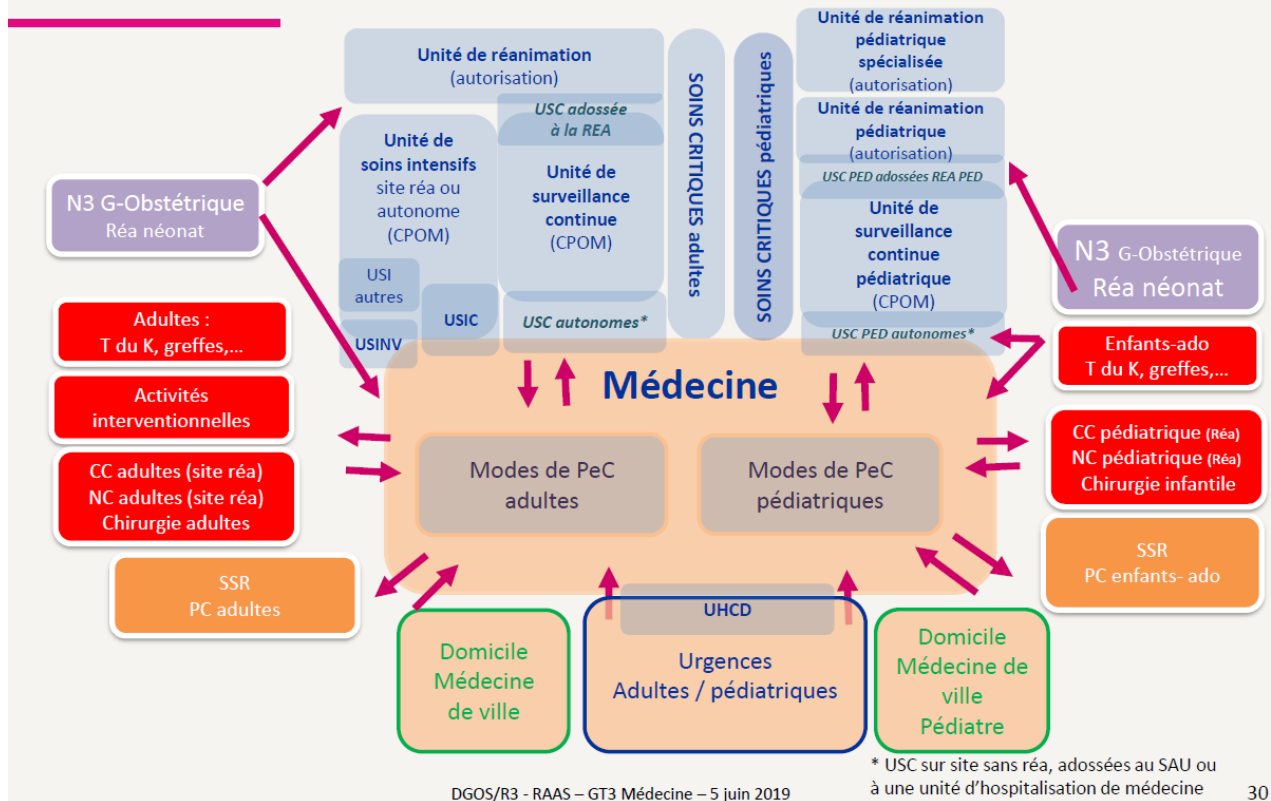 Unité de réanimation
(autorisation)
USC adossée
à la REA
Unité de
soins intensifs
site réa ou
autonome
(CPOM)
Unité de
surveillance
continue
(CPOM)
USI
autres
USINV
USIC
USC autonomes*
SOINS CRITIQUES adultes
SOINS CRITIQUES pédiatriques
Unité de réanimation
pédiatrique
spécialisée
(autorisation)
Unité de réanimation
pédiatrique
(autorisation)
USC PED adossées REA PED
Unité de
surveillance
continue
pédiatrique
(CPOM)
USC PED autonomes*
N3 G-Obstétrique
Réa néonat
Adultes :
T du K, greffes,...
Activités
interventionnelles
CC adultes (site réa)
NC adultes (site réa)
Chirurgie adultes
SSR
PC adultes
Médecine
Modes de PeC
adultes
Modes de PeC
pédiatriques
N3 G-Obstétrique
Réa néonat
Enfants-ado
T du K, greffes,...
CC pédiatrique (Réa)
NC pédiatrique (Réa)
Chirurgie infantile
SSR
PC enfants- ado
Domicile
Médecine
de ville
UHCD
Urgences
Adultes / pédiatriques
Domicile
Médecine de
ville
Pédiatre
* USC sur site sans réa, adossées au SAU ou
à une unité d'hospitalisation de médecine
DGOS/R3 - RAAS – GT3 Médecine – 5 juin 2019
30